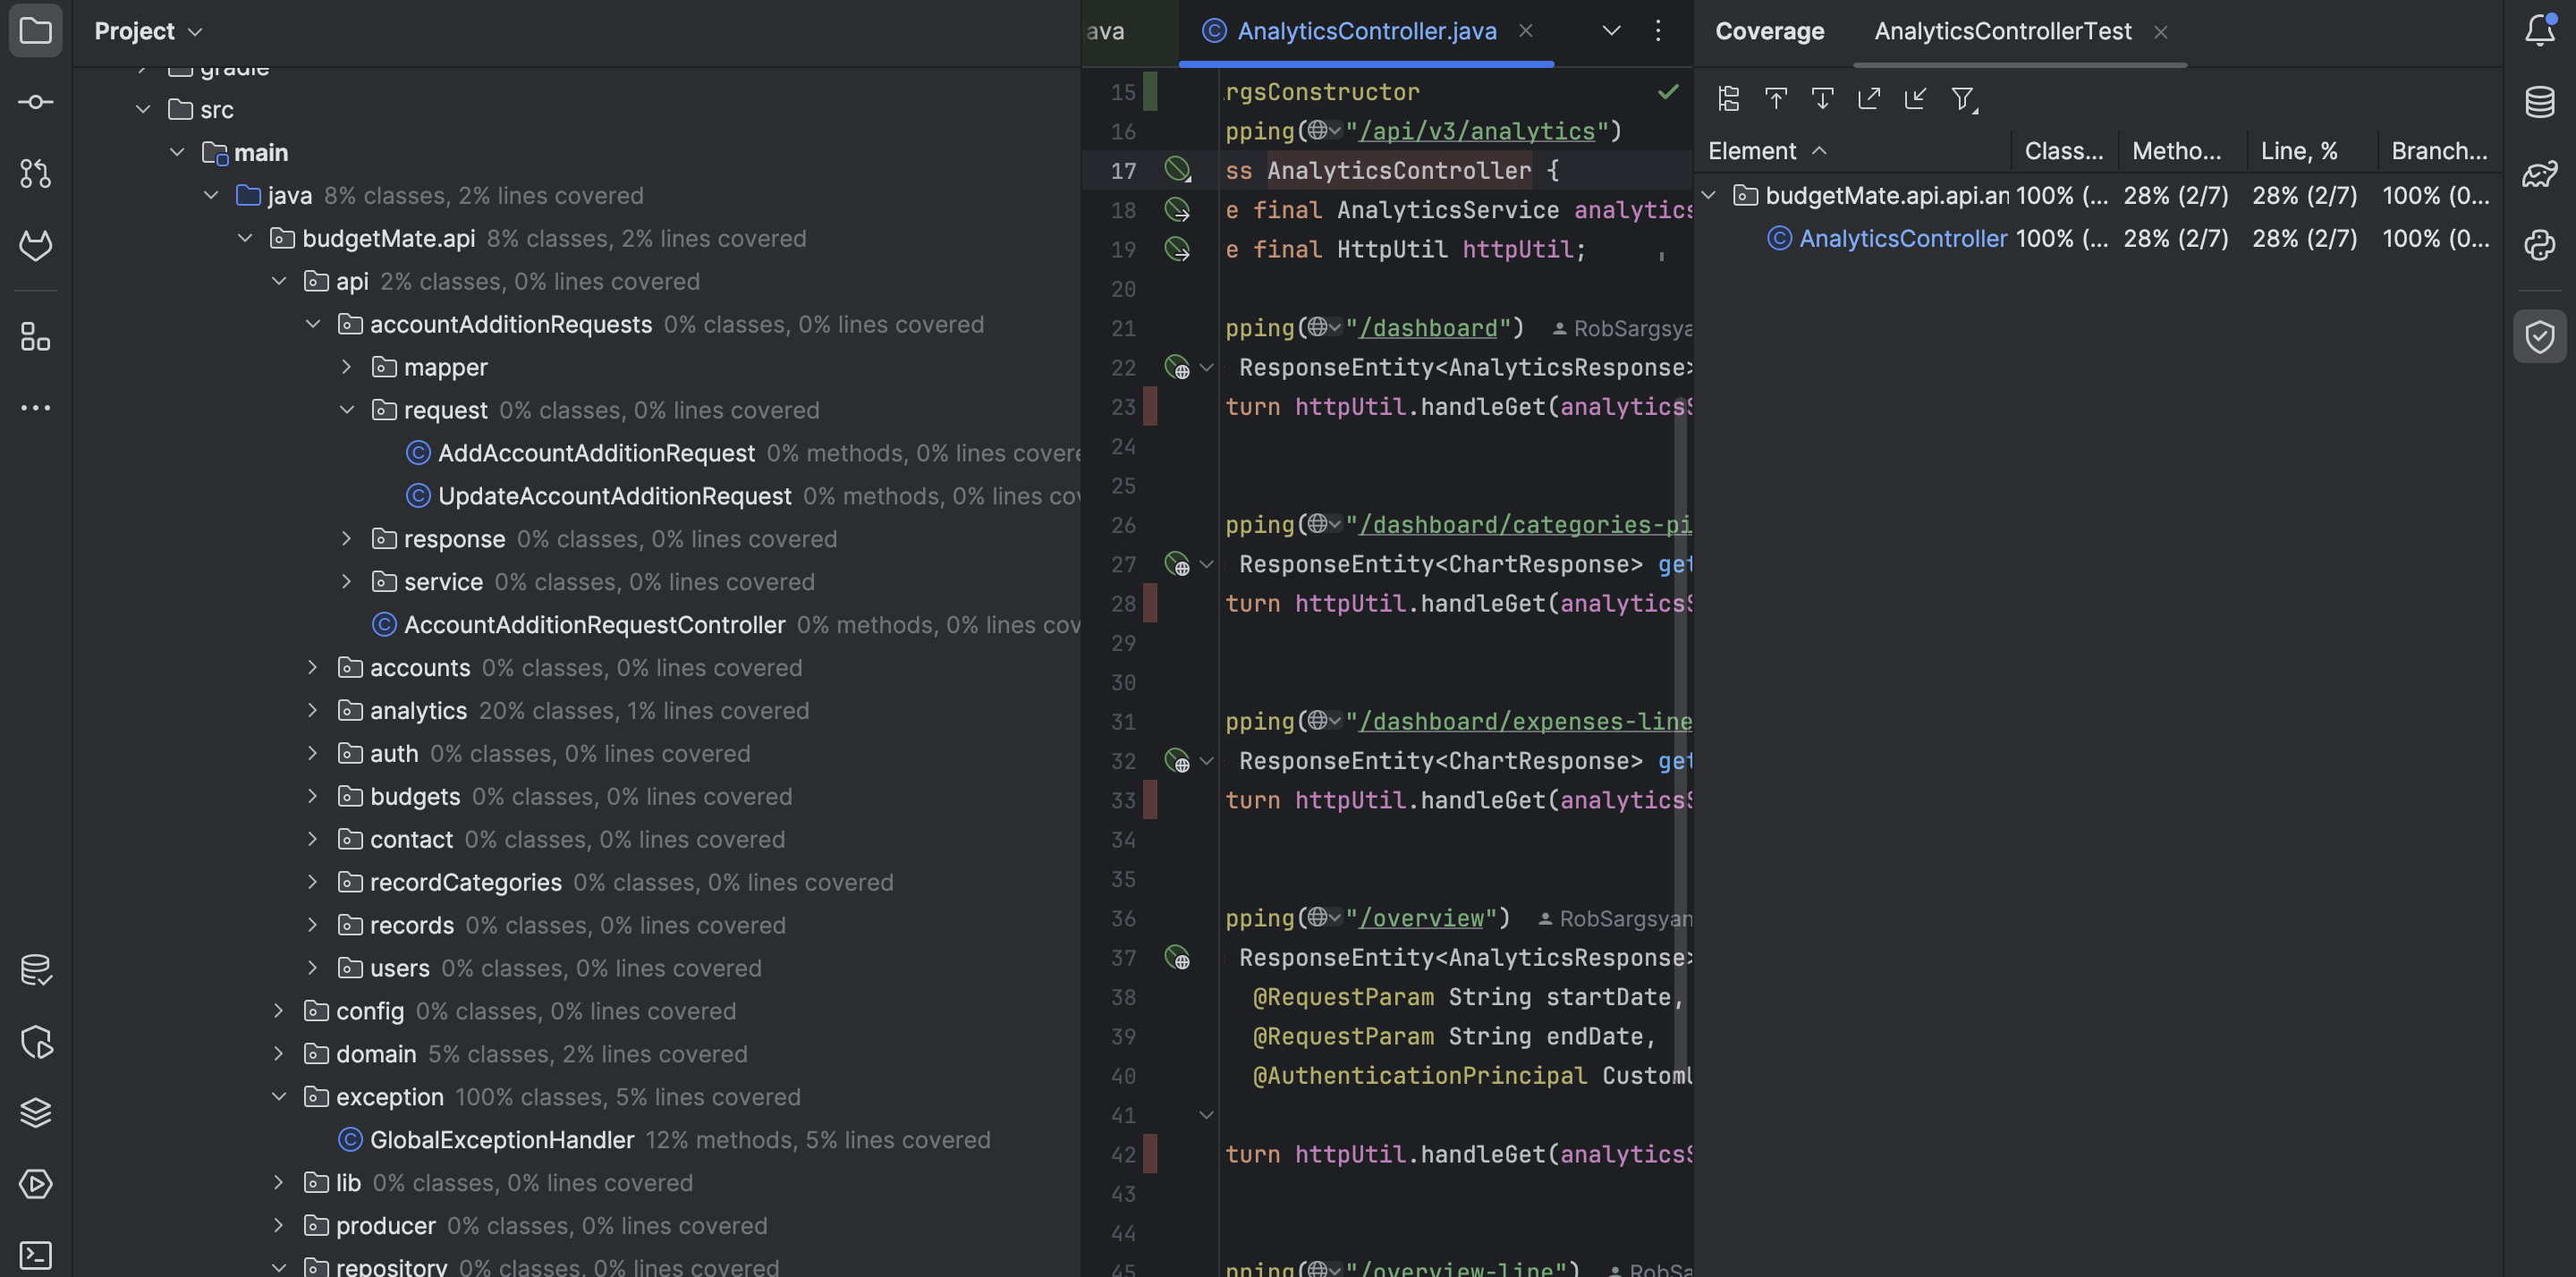 Project
gradle
src
main
java 8% classes, 2% lines covered
budgetMate.api 8% classes, 2% lines covered
api 2% classes, 0% lines covered
accountAdditionRequests 0% classes, 0% lines covered
mapper
request 0% classes, 0% lines covered
AddAccountAdditionRequest 0% methods, 0% lines covere
UpdateAccountAdditionRequest 0% methods, 0% lines cov
response 0% classes, 0% lines covered
service 0% classes, 0% lines covered
AccountAdditionRequestController 0% methods, 0% lines cov
accounts 0% classes, 0% lines covered
analytics 20% classes, 1% lines covered
auth 0% classes, 0% lines covered
budgets 0% classes, 0% lines covered
contact 0% classes, 0% lines covered
recordCategories 0% classes, 0% lines covered
records 0% classes, 0% lines covered
users 0% classes, 0% lines covered
config 0% classes, 0% lines covered
domain 5% classes, 2% lines covered
exception 100% classes, 5% lines covered
GlobalExceptionHandler 12% methods, 5% lines covered
lib 0% classes, 0% lines covered
producer 0% classes, 0% lines covered
repository 0% classes, 0% lines covered
ava AnalyticsController.java
15 rgsConstructor
16 pping("/api/v3/analytics")
17 ss AnalyticsController {
18 e final AnalyticsService analytics
19 e final HttpUtil httpUtil;
20
21 pping("/dashboard") RobSargsya
22 ResponseEntity<AnalyticsResponse>
23 turn httpUtil.handleGet(analyticsS
24
25
26 pping("/dashboard/categories-pi
27 ResponseEntity<ChartResponse> get
28 turn httpUtil.handleGet(analyticsS
29
30
31 pping("/dashboard/expenses-line
32 ResponseEntity<ChartResponse> get
33 turn httpUtil.handleGet(analyticsS
34
35
36 pping("/overview") RobSargsyan
37 ResponseEntity<AnalyticsResponse>
38 @RequestParam String startDate,
39 @RequestParam String endDate,
40 @AuthenticationPrincipal CustomU
41
42 turn httpUtil.handleGet(analyticsS
43
44
45 pping("/overview-line") RobSa
Coverage AnalyticsControllerTest
Element Class... Metho... Line, % Branch...
budgetMate.api.api.an 100% (... 28% (2/7) 28% (2/7) 100% (0...
AnalyticsController 100% (... 28% (2/7) 28% (2/7) 100% (0...